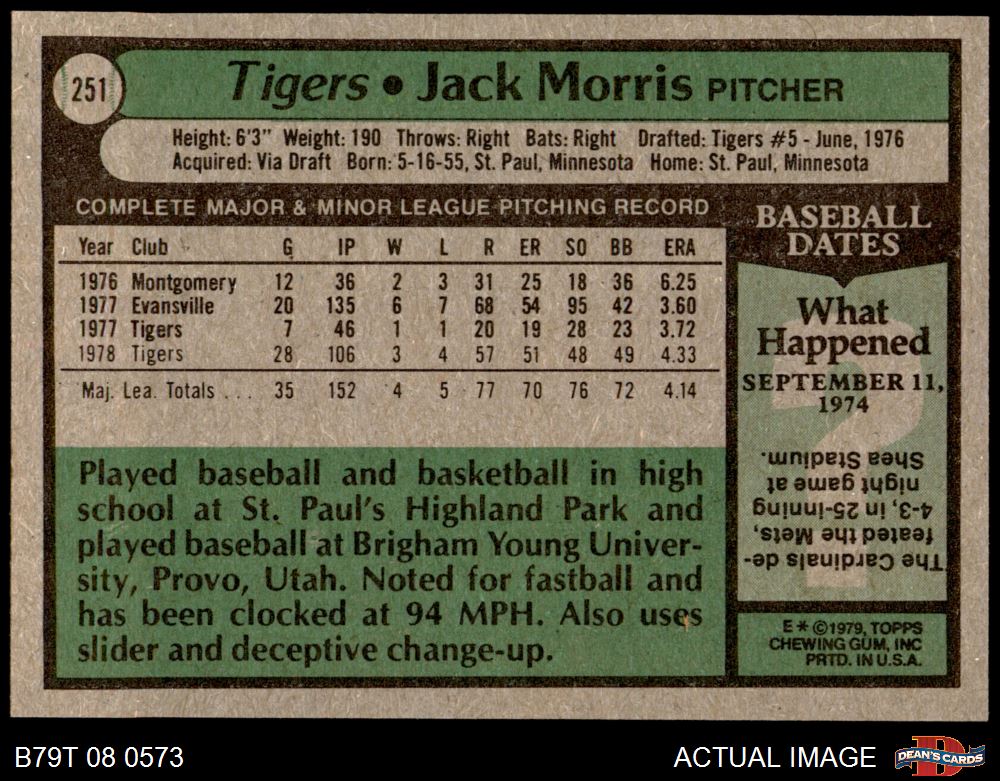 251
Tigers • Jack Morris PITCHER
Height: 6'3" Weight: 190 Throws: Right Bats: Right Drafted: Tigers #5 - June, 1976
Acquired: Via Draft Born: 5-16-55, St. Paul, Minnesota Home: St. Paul, Minnesota
COMPLETE MAJOR & MINOR LEAGUE PITCHING RECORD
Year Club G IP W L R ER SO BB ERA
1976 Montgomery 12 36 2 3 31 25 18 36 6.25
1977 Evansville 20 135 6 7 68 54 95 42 3.60
1977 Tigers 7 46 1 1 20 19 28 23 3.72
1978 Tigers 28 106 3 4 57 51 48 49 4.33
Maj. Lea. Totals . . . 35 152 4 5 77 70 76 72 4.14
Played baseball and basketball in high
school at St. Paul's Highland Park and
played baseball at Brigham Young Univer-
sity, Provo, Utah. Noted for fastball and
has been clocked at 94 MPH. Also uses
slider and deceptive change-up.
BASEBALL
DATES
What
Happened
SEPTEMBER 11,
1974
The Cardinals de-
feated the Mets,
4-3, in 25-inning
night game at
Shea Stadium.
E * ©1979, TOPPS
CHEWING GUM, INC
PRTD. IN U.S.A.
B79T 08 0573
ACTUAL IMAGE
D
DEAN'S CARDS